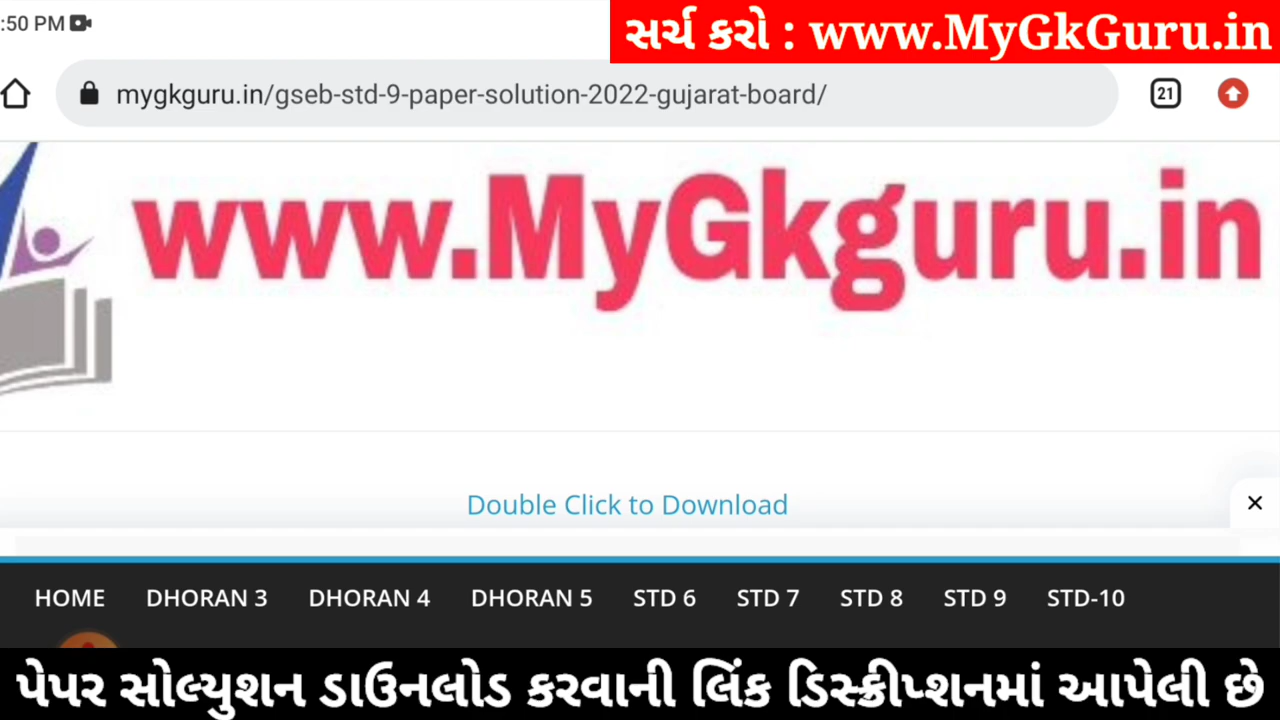 :50 PM
સર્ચ કરો : www.MyGkGuru.in
mygkguru.in/gseb-std-9-paper-solution-2022-gujarat-board/
21
www.MyGkguru.in
Double Click to Download
×
HOME DHORAN 3 DHORAN 4 DHORAN 5 STD 6 STD 7 STD 8 STD 9 STD-10
પેપર સોલ્યુશન ડાઉનલોડ કરવાની લિંક ડિસ્ક્રીપ્શનમાં આપેલી છે